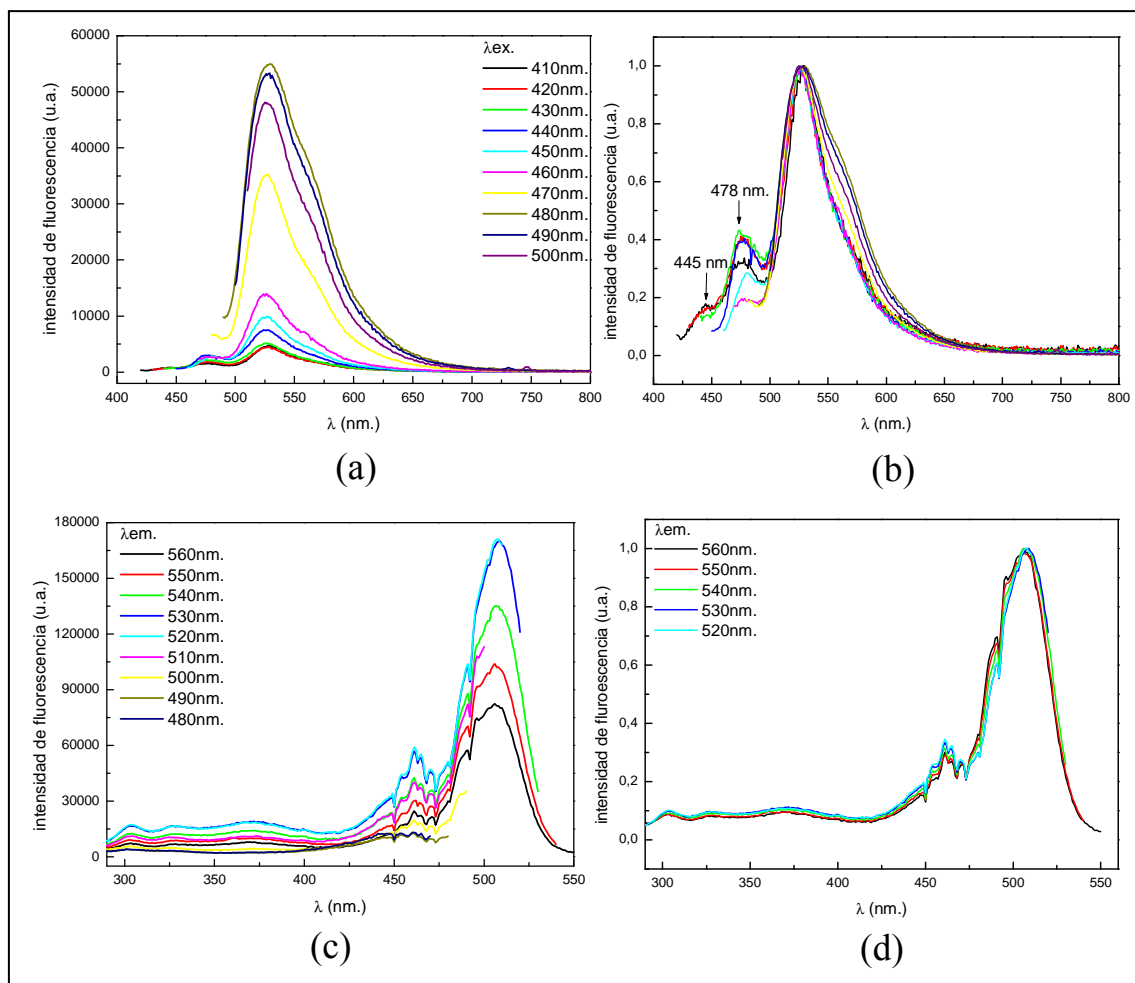 60000
50000
40000
30000
20000
10000
0
intensidad de fluorescencia (u.a.)
400 450 500 550 600 650 700 750 800
λ (nm.)
λex.
410nm.
420nm.
430nm.
440nm.
450nm.
460nm.
470nm.
480nm.
490nm.
500nm.
(a)
1,0
0,8
0,6
0,4
0,2
0,0
intensidad de fluorescencia (u.a.)
478 nm.
445 nm.
400 450 500 550 600 650 700 750 800
λ (nm.)
(b)
180000
150000
120000
90000
60000
30000
0
intensidad de fluorescencia (u.a.)
λem.
560nm.
550nm.
540nm.
530nm.
520nm.
510nm.
500nm.
490nm.
480nm.
300 350 400 450 500 550
λ (nm.)
(c)
1,0
0,8
0,6
0,4
0,2
0,0
intensidad de fluroescencia (u.a.)
λem.
560nm.
550nm.
540nm.
530nm.
520nm.
300 350 400 450 500 550
λ (nm.)
(d)